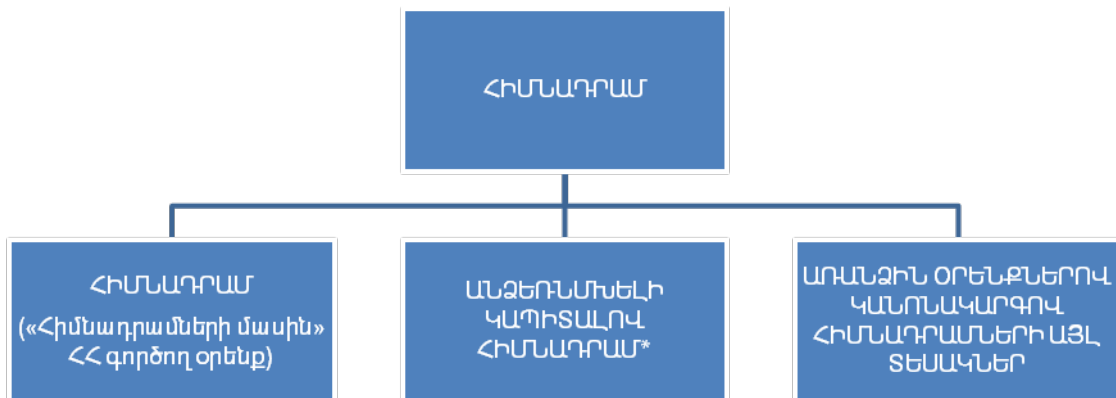 ՀԻՄՆԱԴՐԱՄ
ՀԻՄՆԱԴՐԱՄ
(«Հիմնադրամների մասին»
ՀՀ գործող օրենք)
ԱՆՁԵՌՆՄԽԵԼԻ
ԿԱՊԻՏԱԼՈՎ
ՀԻՄՆԱԴՐԱՄ*
ԱՌԱՆՁԻՆ ՕՐԵՆՔՆԵՐՈՎ
ԿԱՆՈՆԱԿԱՐԳՈՎ
ՀԻՄՆԱԴՐԱՄՆԵՐԻ ԱՅԼ
ՏԵՍԱԿՆԵՐ